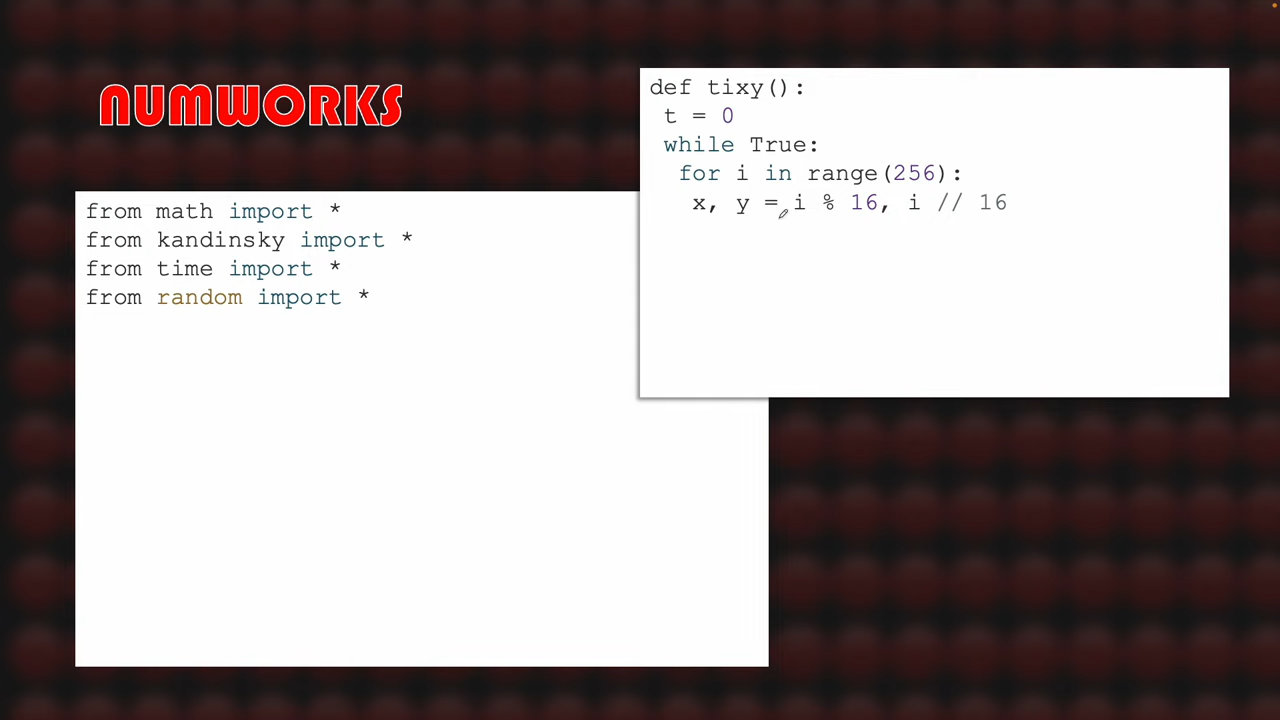 NUMWORKS
from math import *
from kandinsky import *
from time import *
from random import *
def tixy():
 t = 0
 while True:
  for i in range(256):
   x, y = i % 16, i // 16